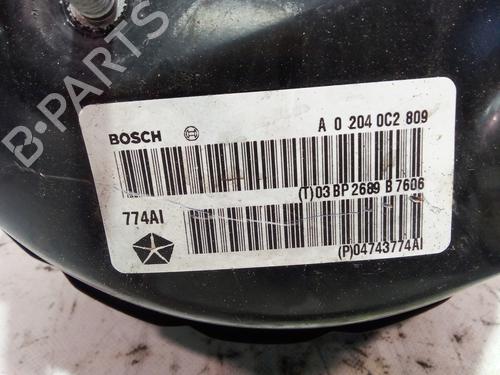 B-PARTS
BOSCH
A 0 204 0C2 809
(T)03 BP 2689 B 7606
774AI
(P)04743774AI